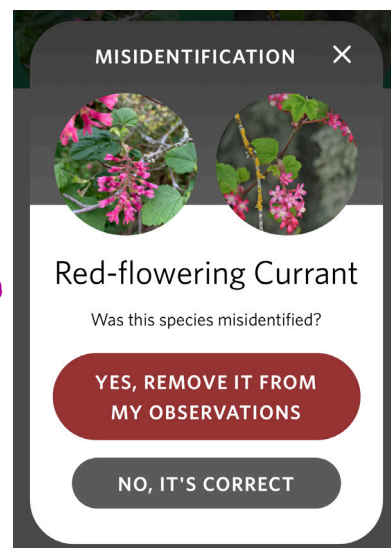 MISIDENTIFICATION
Red-flowering Currant
Was this species misidentified?
YES, REMOVE IT FROM
MY OBSERVATIONS
NO, IT'S CORRECT